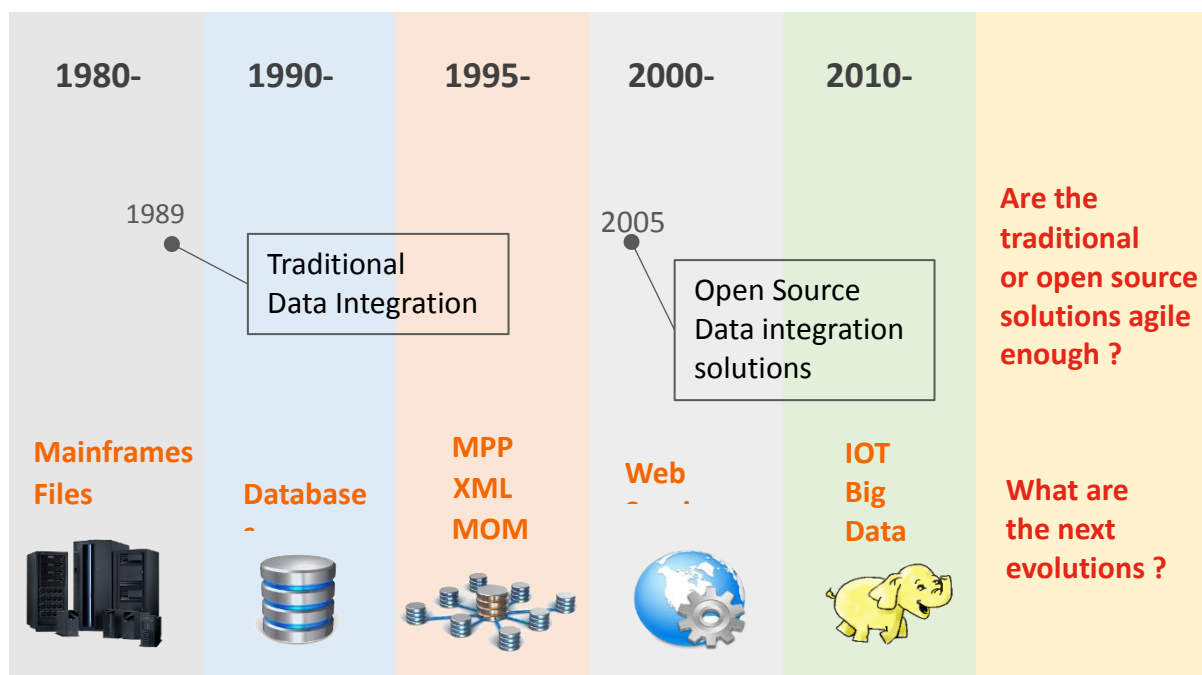 1980-
1990-
1995-
2000-
2010-
1989
Traditional
Data Integration
2005
Open Source
Data integration
solutions
Are the
traditional
or open source
solutions agile
enough ?
Mainframes
Files
Database
MPP
XML
MOM
Web
IOT
Big
Data
What are
the next
evolutions ?